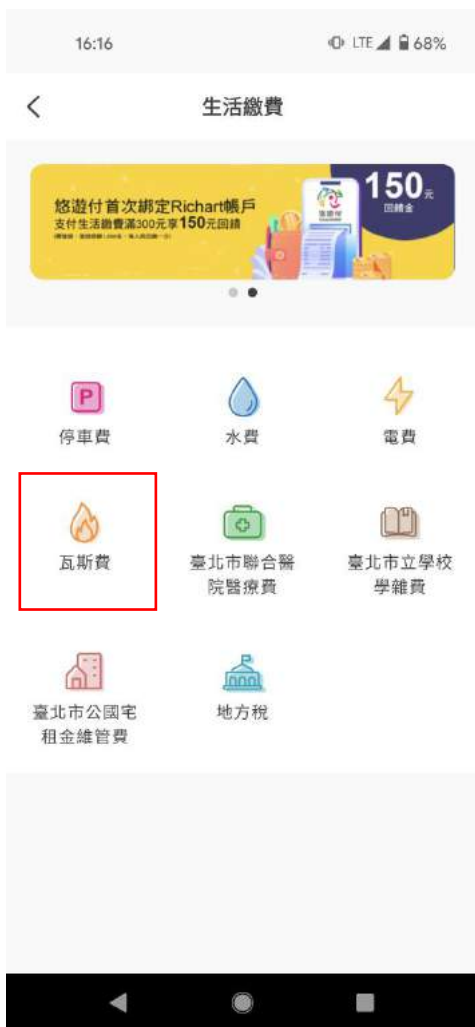 16:16
LTE 68%
生活繳費
悠遊付首次綁定Richart帳戶
支付生活繳費滿300元享150元回饋
150元
回饋金
悠遊付
P
停車費
水費
電費
瓦斯費
臺北市聯合醫
院醫療費
臺北市立學校
學雜費
臺北市公國宅
租金維管費
地方稅